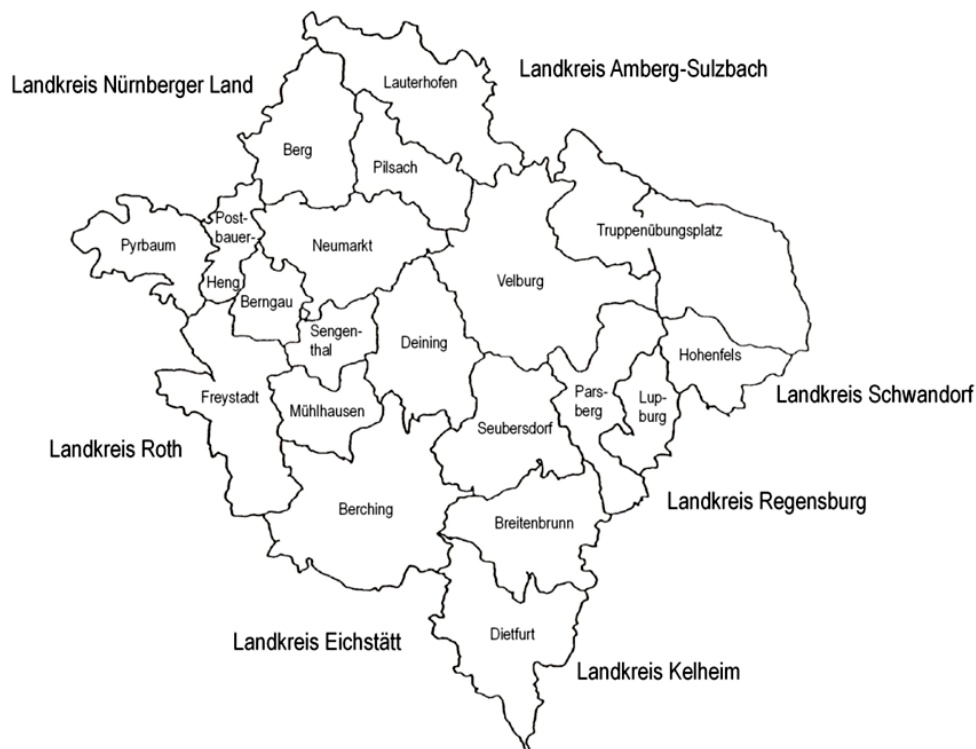 Landkreis Amberg-Sulzbach
Landkreis Nürnberger Land
Lauterhofen
Berg
Pilsach
Truppenübungsplatz
Post-
bauer-
Heng
Pyrbaum
Neumarkt
Velburg
Berngau
Sengen-
thal
Deining
Hohenfels
Landkreis Schwandorf
Freystadt
Mühlhausen
Pars-
berg
Lup-
burg
Seubersdorf
Landkreis Roth
Landkreis Regensburg
Berching
Breitenbrunn
Landkreis Eichstätt
Dietfurt
Landkreis Kelheim